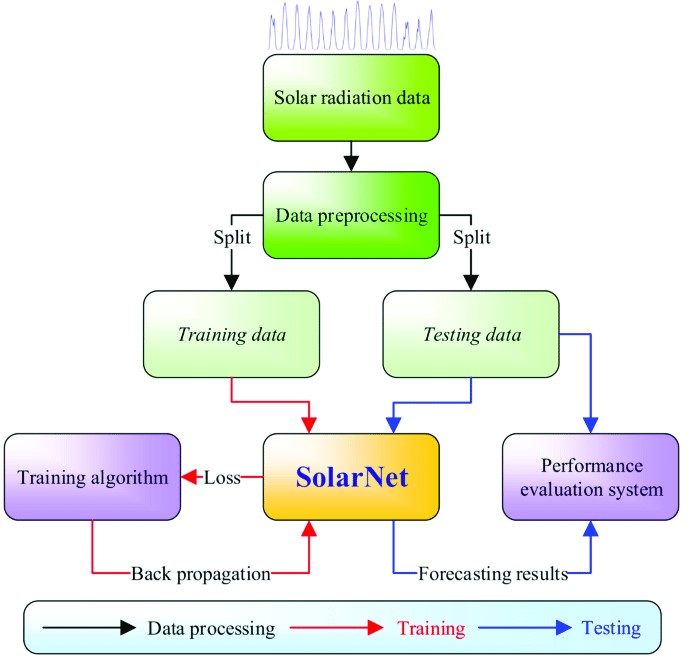 Solar radiation data
Data preprocessing
Split
Split
Training data
Testing data
Training algorithm
Loss
SolarNet
Performance
evaluation system
Back propagation
Forecasting results
Data processing
Training
Testing